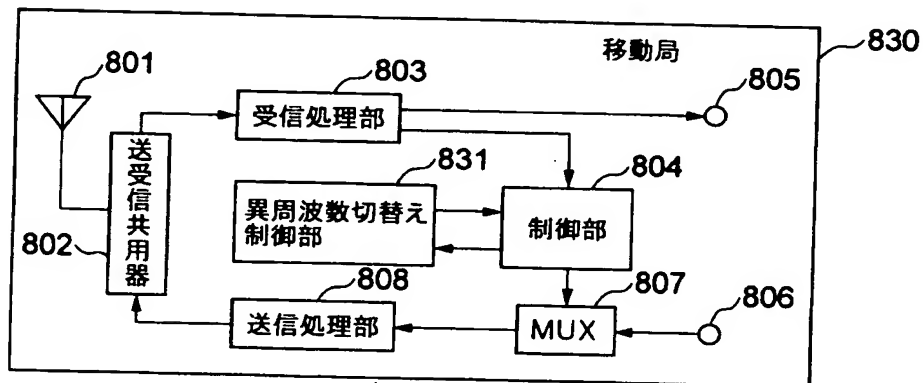 移動局
830
801
803
805
受信処理部
送受信共用器
802
831
804
異周波数切替え
制御部
制御部
808
807
806
送信処理部
MUX